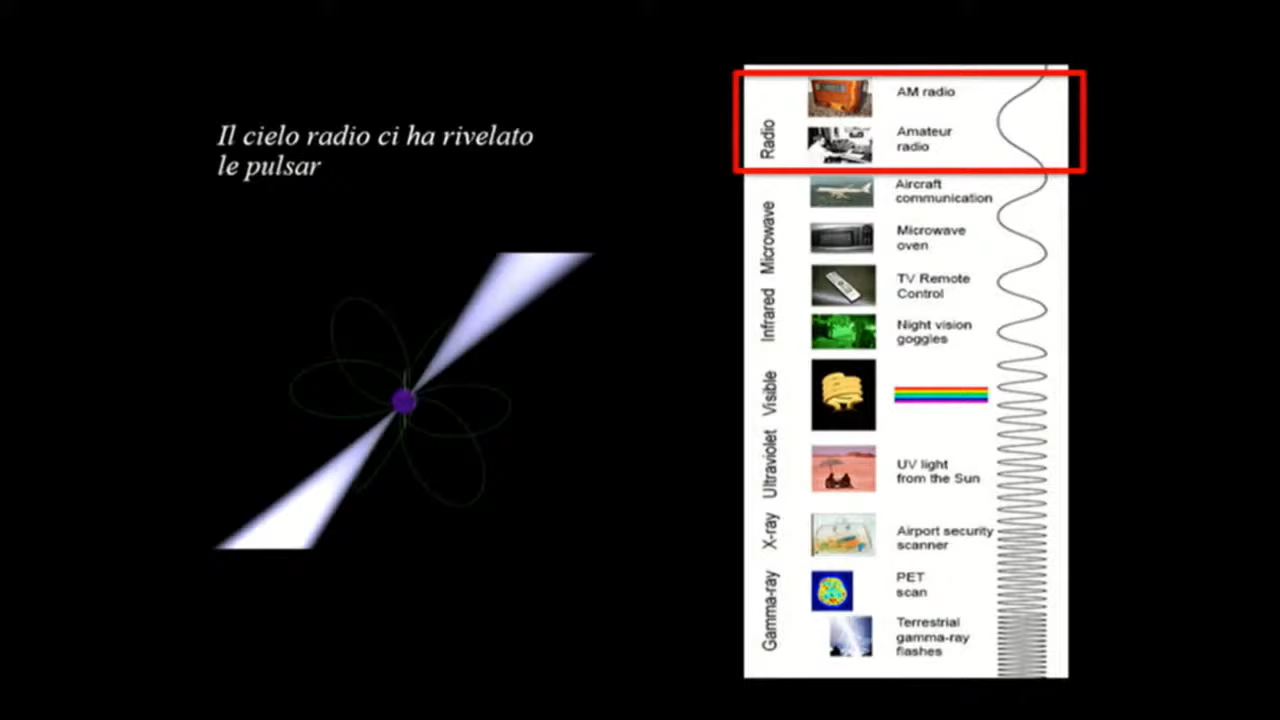 Il cielo radio ci ha rivelato
le pulsar
Radio
AM radio
Amateur
radio
Microwave
Aircraft
communication
Microwave
oven
Infrared
TV Remote
Control
Night vision
goggles
Visible
Ultraviolet
UV light
from the Sun
X-ray
Airport security
scanner
Gamma-ray
PET
scan
Terrestrial
gamma-ray
flashes